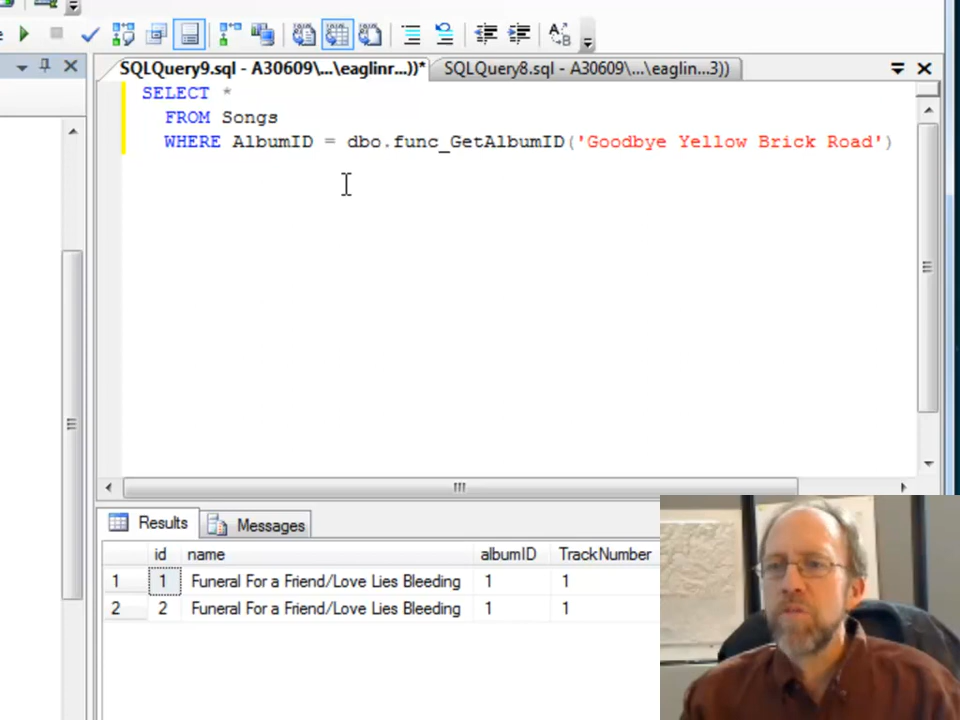 SQLQuery9.sql - A30609\...\eaglinr...))* SQLQuery8.sql - A30609\...\eaglin...3))
SELECT *
FROM Songs
WHERE AlbumID = dbo.func_GetAlbumID('Goodbye Yellow Brick Road')
Results Messages
id name albumID TrackNumber
1 1 Funeral For a Friend/Love Lies Bleeding 1 1
2 2 Funeral For a Friend/Love Lies Bleeding 1 1